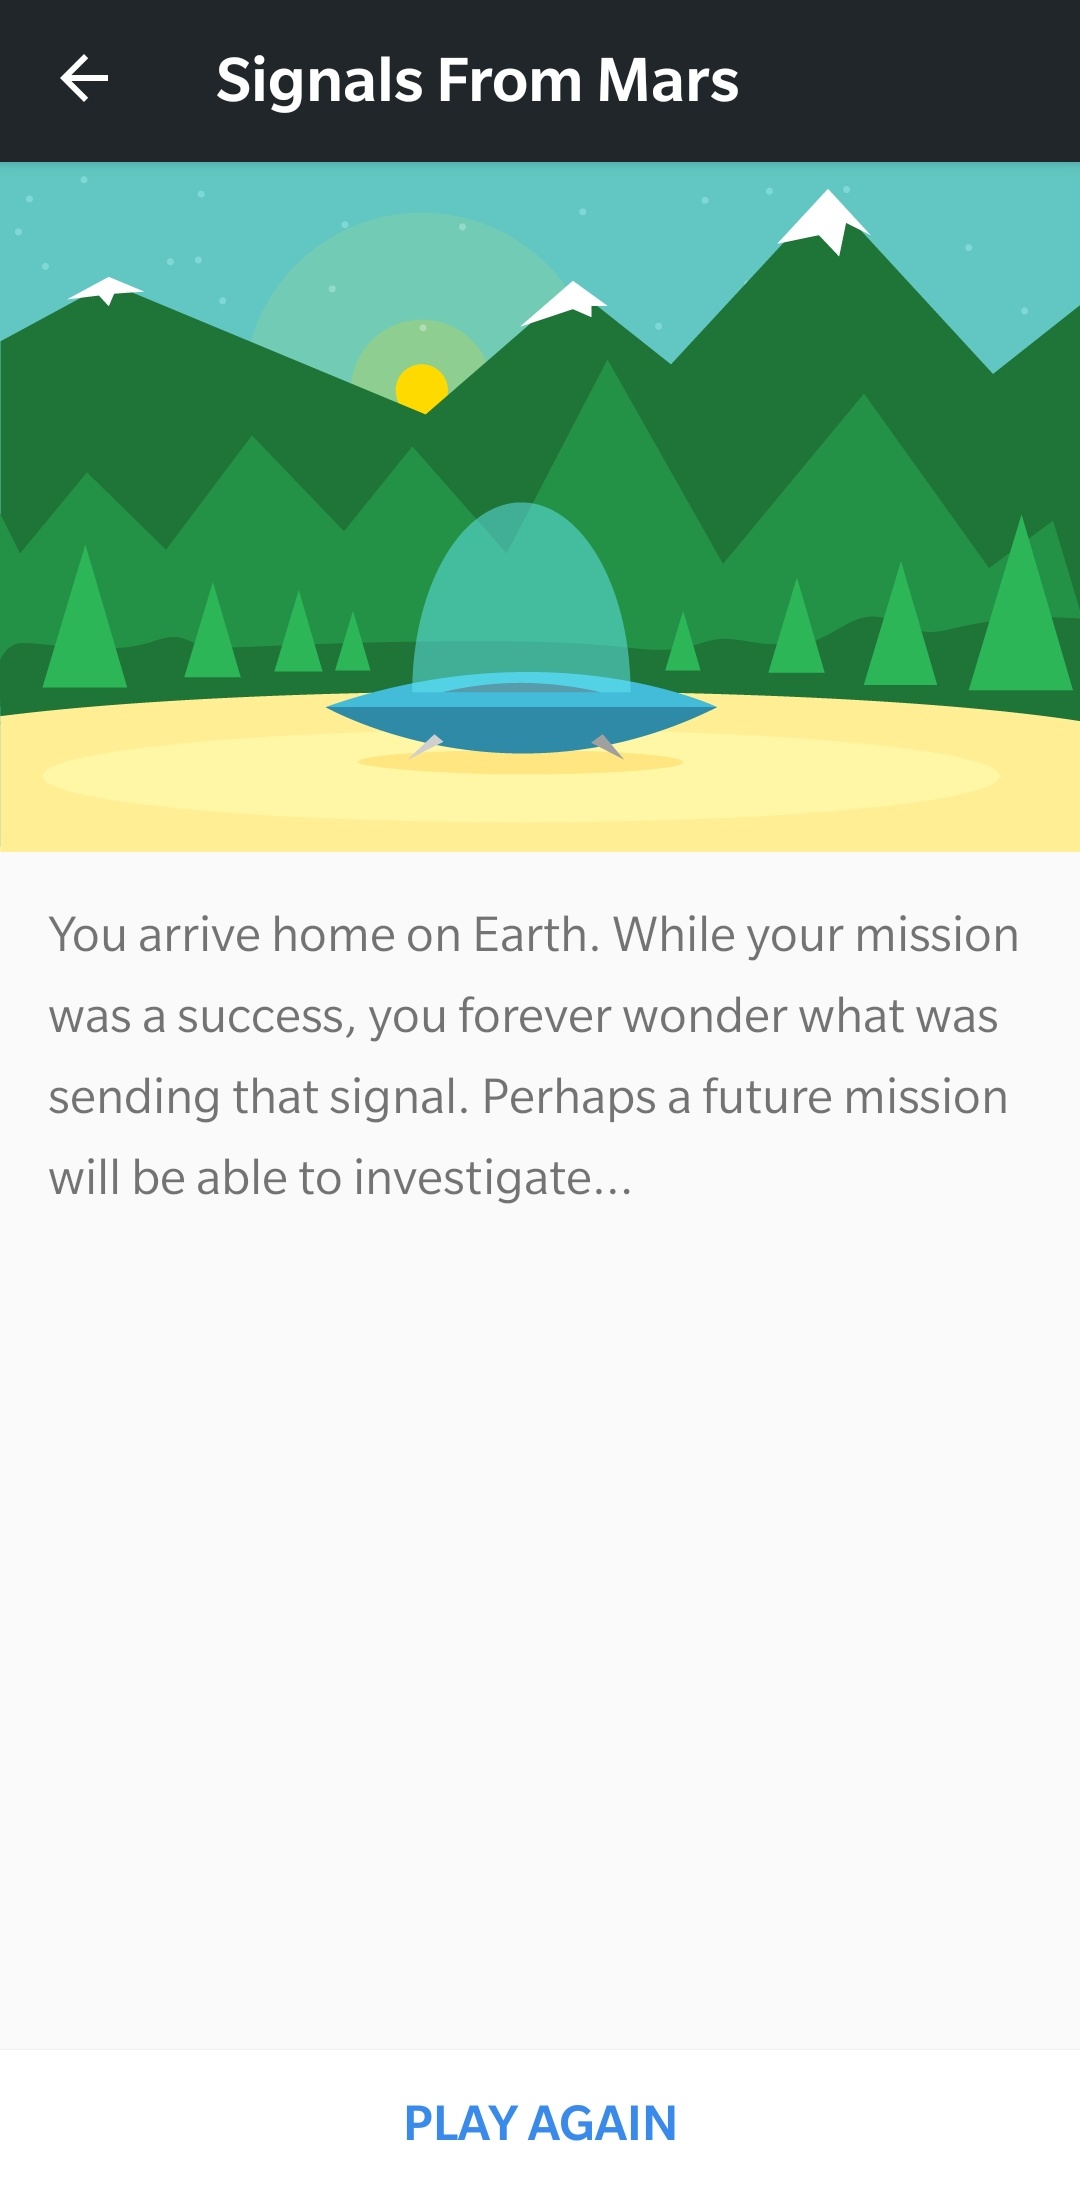 Signals From Mars
You arrive home on Earth. While your mission
was a success, you forever wonder what was
sending that signal. Perhaps a future mission
will be able to investigate...
PLAY AGAIN